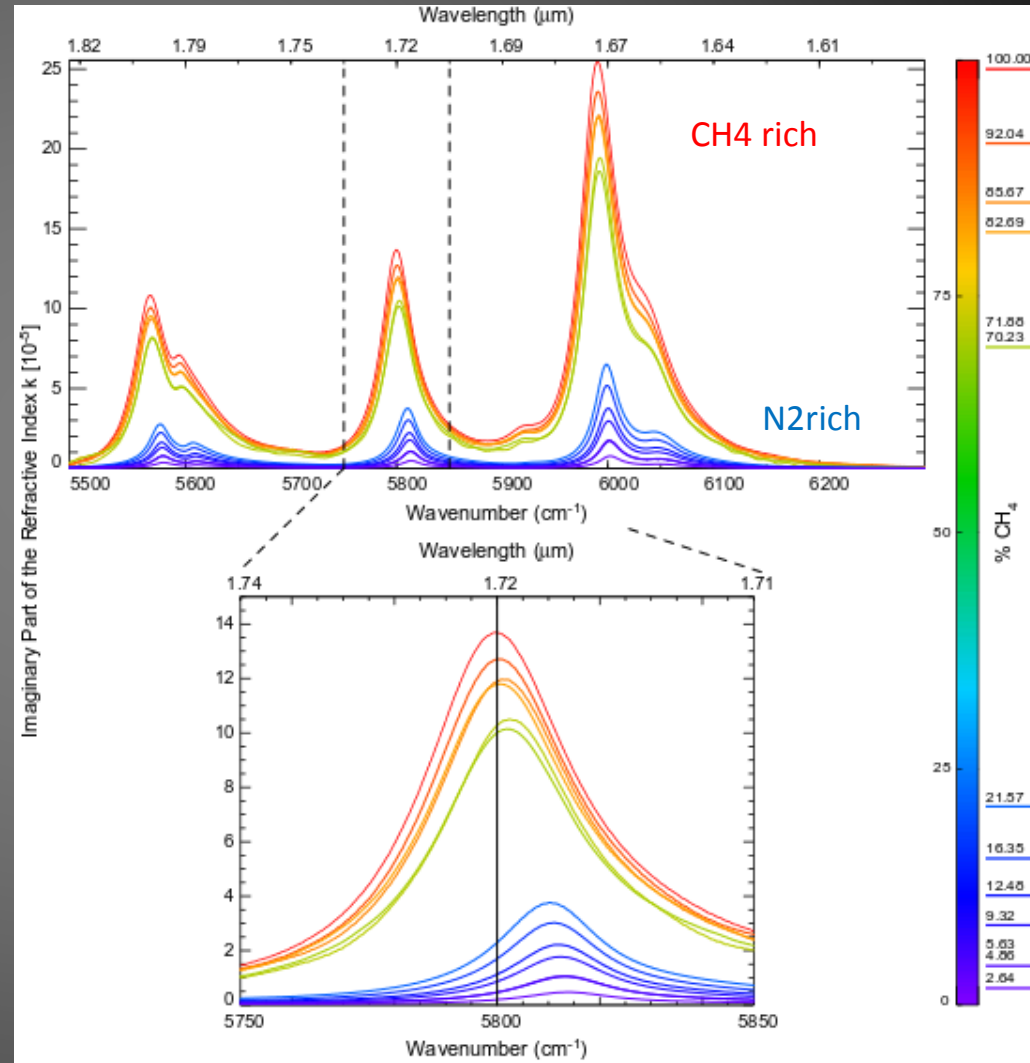 Wavelength (μm)
1.82 1.79 1.75 1.72 1.69 1.67 1.64 1.61
25
20
15
10
5
0
Imaginary Part of the Refractive Index k [10⁻⁵]
CH4 rich
N2rich
5500 5600 5700 5800 5900 6000 6100 6200
Wavenumber (cm⁻¹)
Wavelength (μm)
1.74 1.72 1.71
14
12
10
8
6
4
2
0
5750 5800 5850
Wavenumber (cm⁻¹)
100.00
92.04
85.67
82.69
75
71.88
70.23
50
% CH₄
25
21.57
16.35
12.48
9.32
5.63
4.86
2.64
0